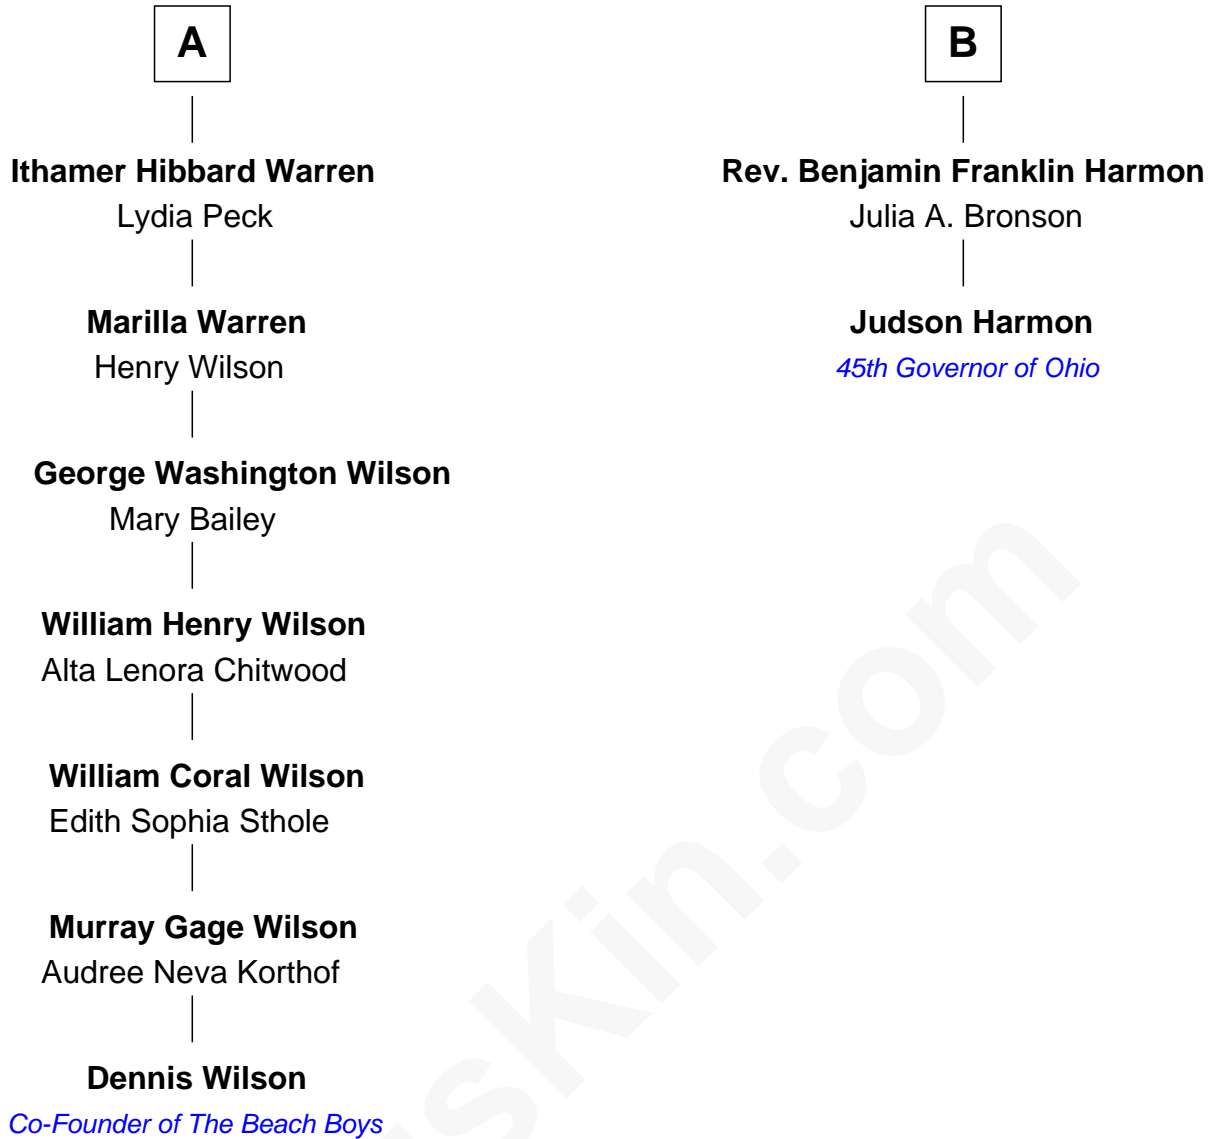 A
Ithamer Hibbard Warren
Lydia Peck
Marilla Warren
Henry Wilson
George Washington Wilson
Mary Bailey
William Henry Wilson
Alta Lenora Chitwood
William Coral Wilson
Edith Sophia Sthole
Murray Gage Wilson
Audree Neva Korthof
Dennis Wilson
Co-Founder of The Beach Boys
B
Rev. Benjamin Franklin Harmon
Julia A. Bronson
Judson Harmon
45th Governor of Ohio